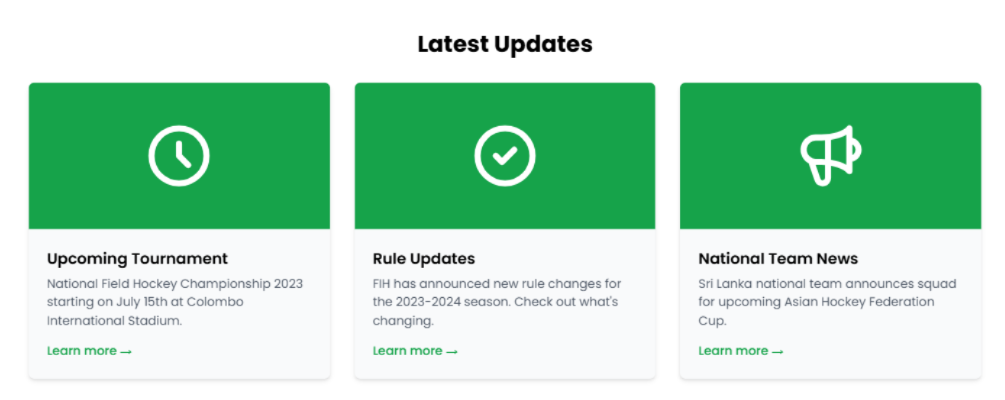 Latest Updates
Upcoming Tournament
National Field Hockey Championship 2023
starting on July 15th at Colombo
International Stadium.
Learn more →
Rule Updates
FIH has announced new rule changes for
the 2023-2024 season. Check out what's
changing.
Learn more →
National Team News
Sri Lanka national team announces squad
for upcoming Asian Hockey Federation
Cup.
Learn more →